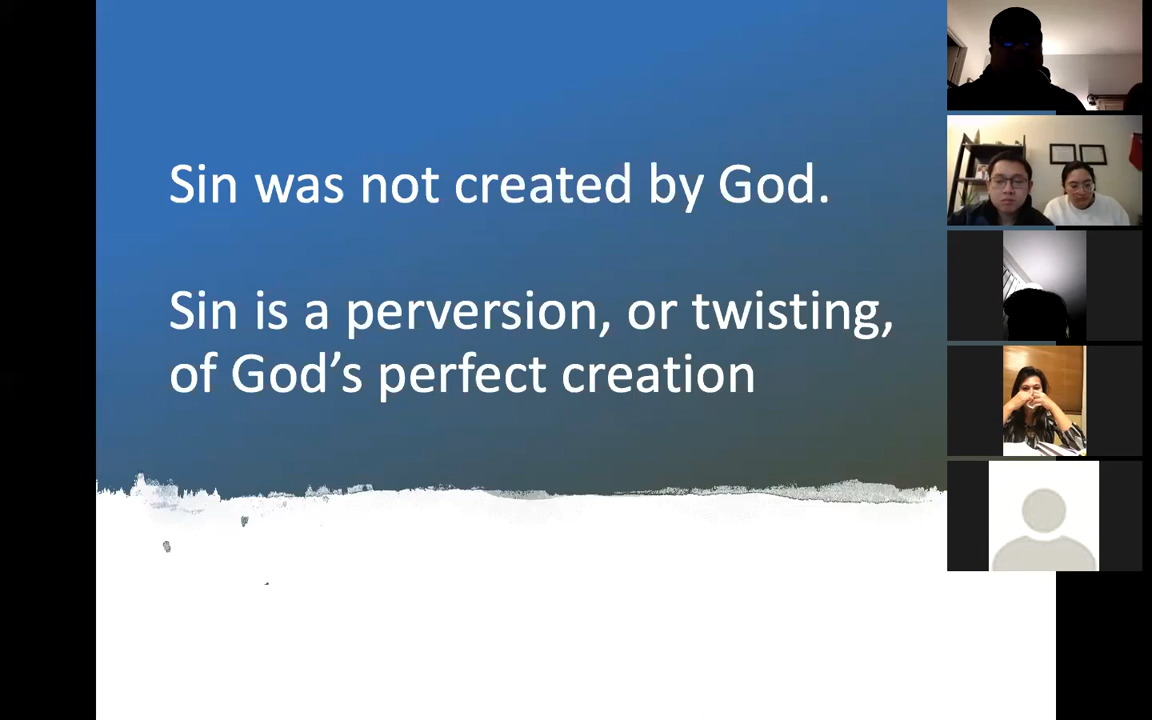 Sin was not created by God.
Sin is a perversion, or twisting,
of God’s perfect creation